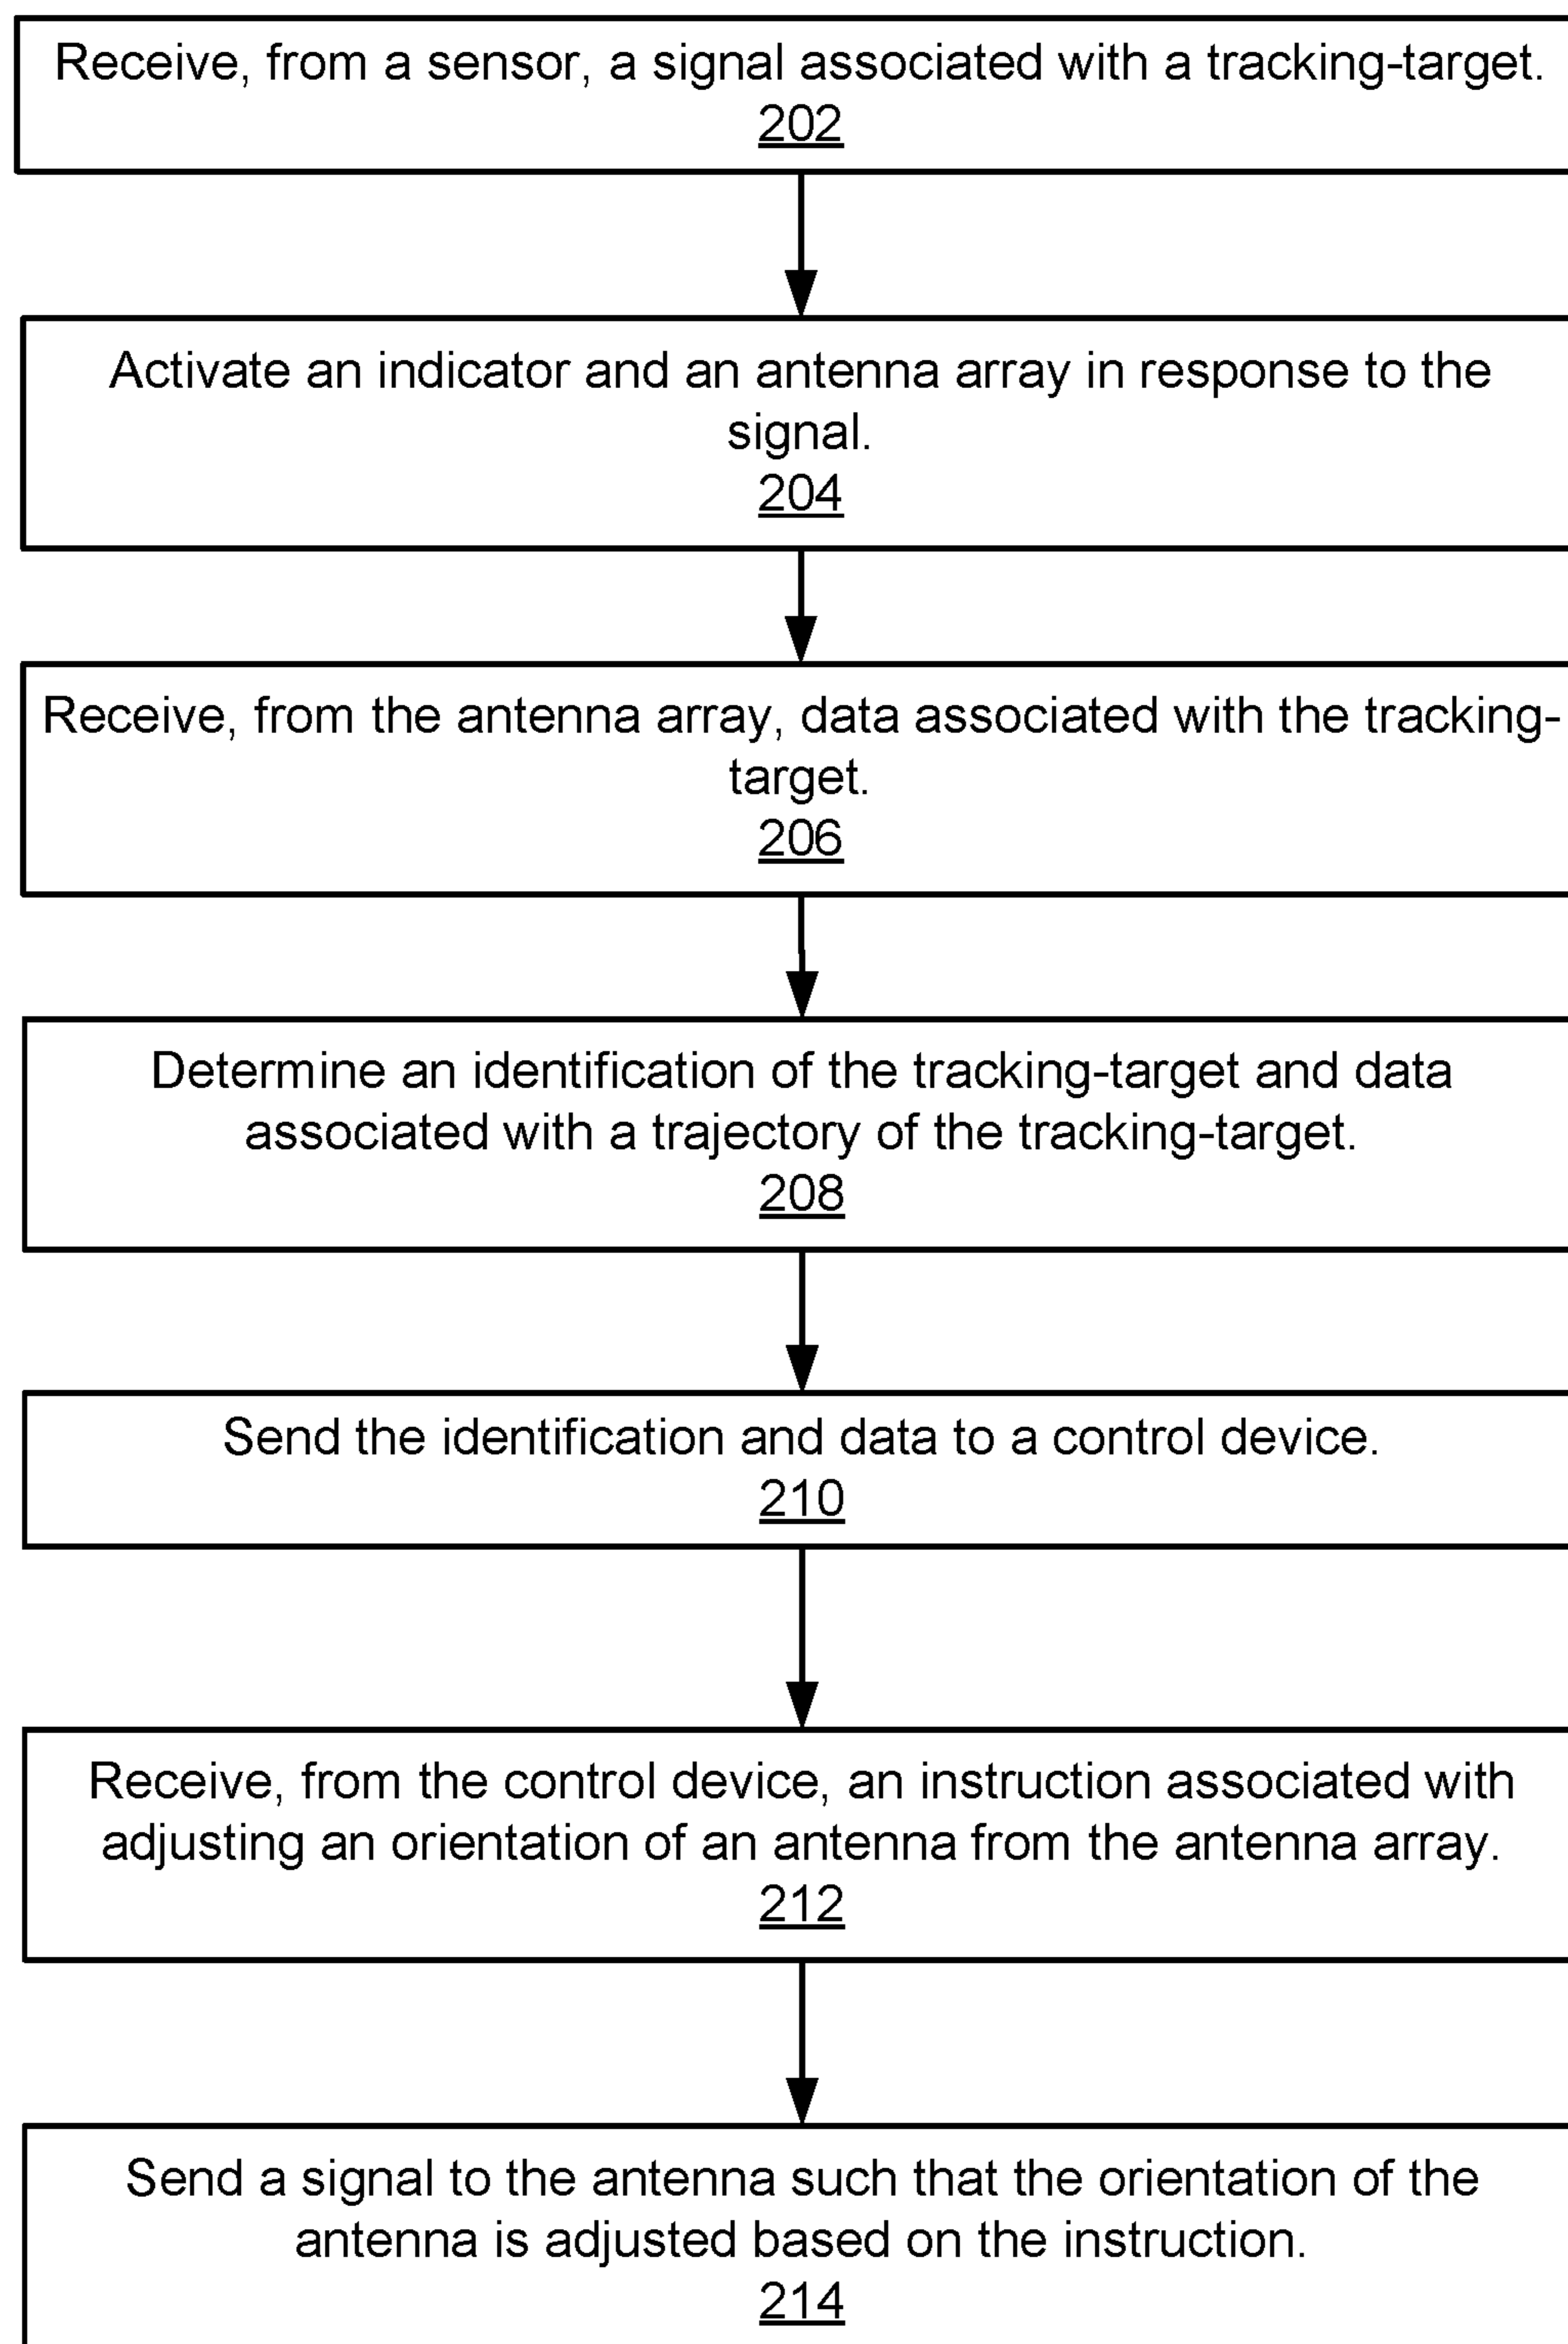 Receive, from a sensor, a signal associated with a tracking-target.
202
Activate an indicator and an antenna array in response to the
signal.
204
Receive, from the antenna array, data associated with the tracking-
target.
206
Determine an identification of the tracking-target and data
associated with a trajectory of the tracking-target.
208
Send the identification and data to a control device.
210
Receive, from the control device, an instruction associated with
adjusting an orientation of an antenna from the antenna array.
212
Send a signal to the antenna such that the orientation of the
antenna is adjusted based on the instruction.
214